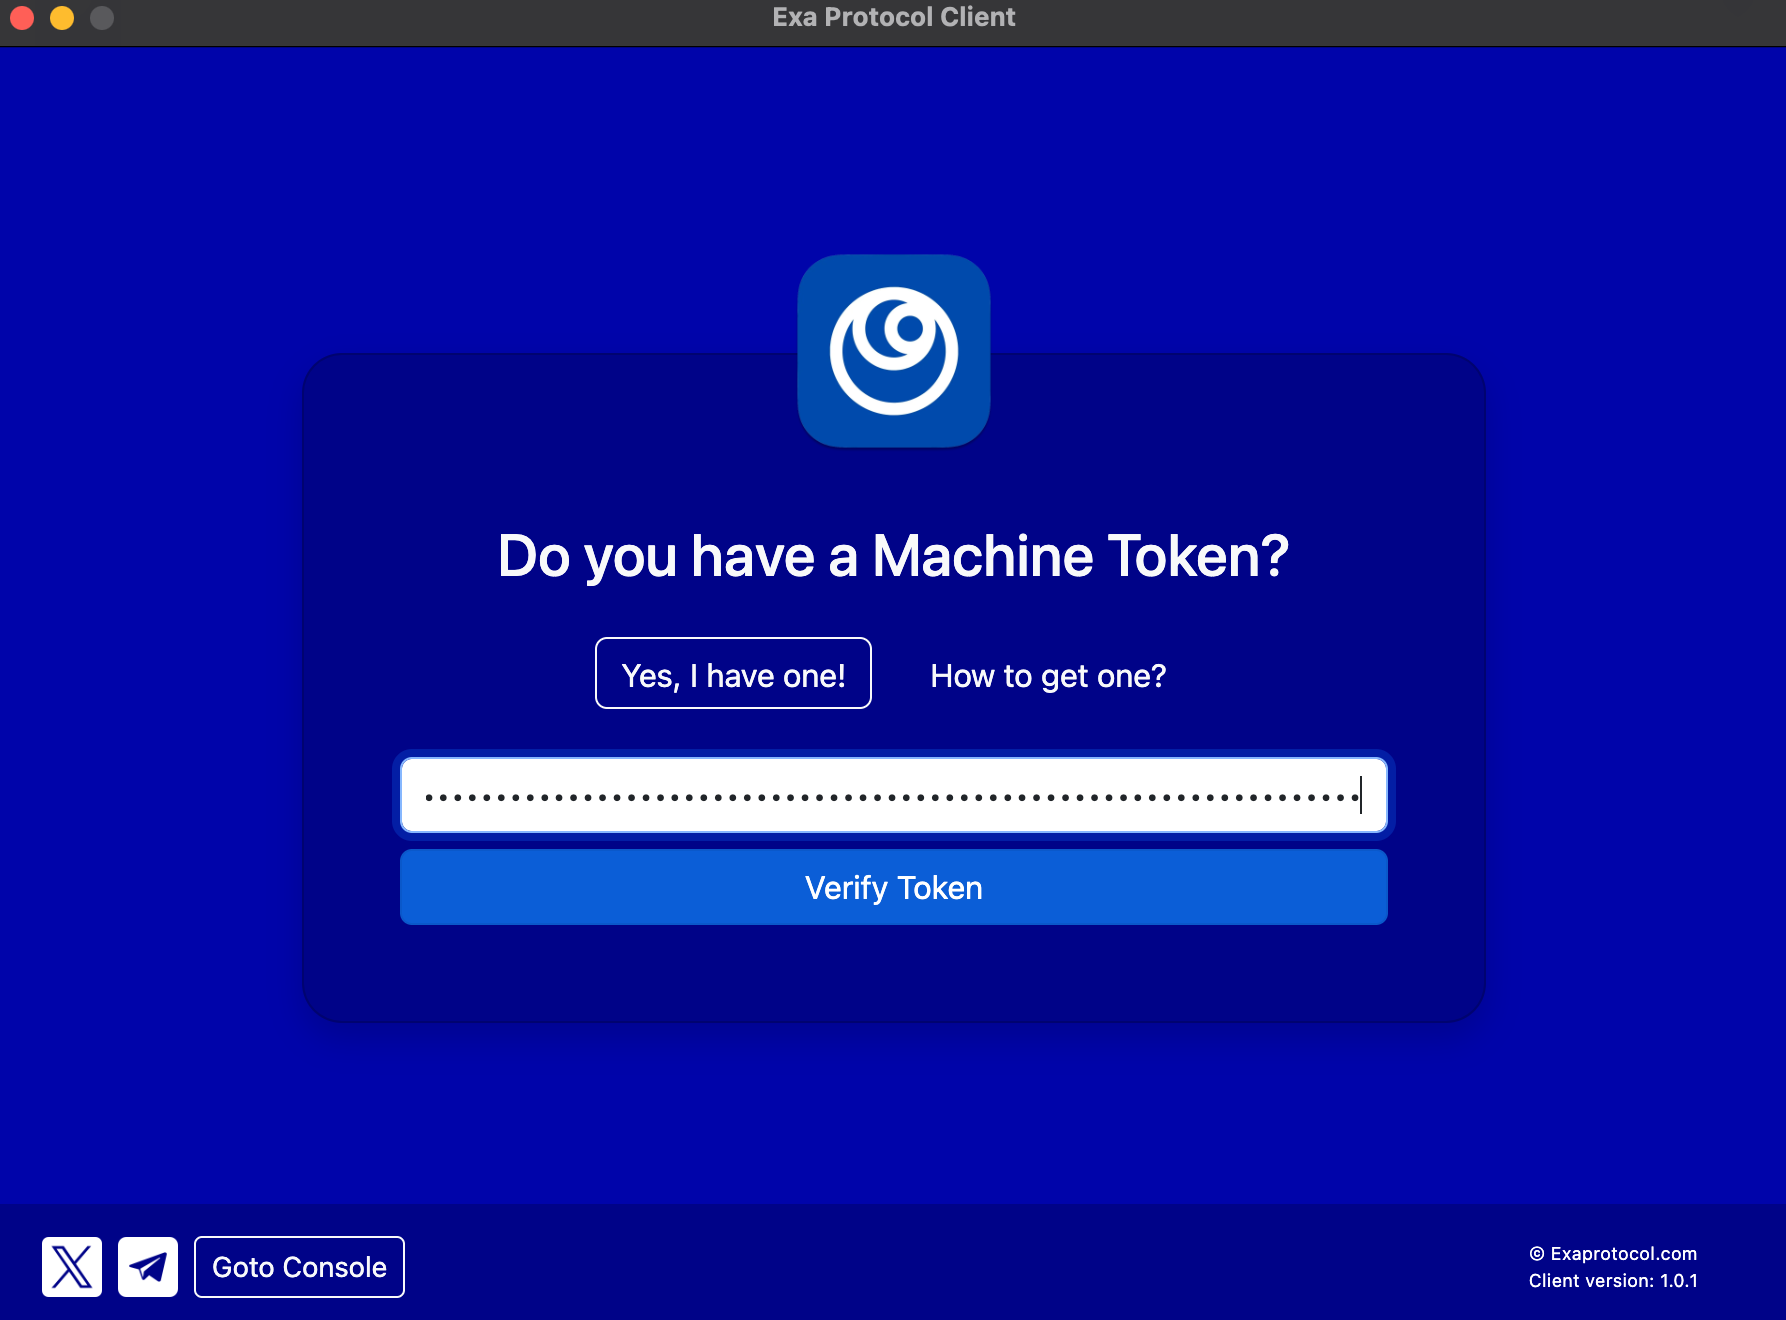 Exa Protocol Client
Do you have a Machine Token?
Yes, I have one!
How to get one?
Verify Token
Goto Console
© Exaprotocol.com
Client version: 1.0.1